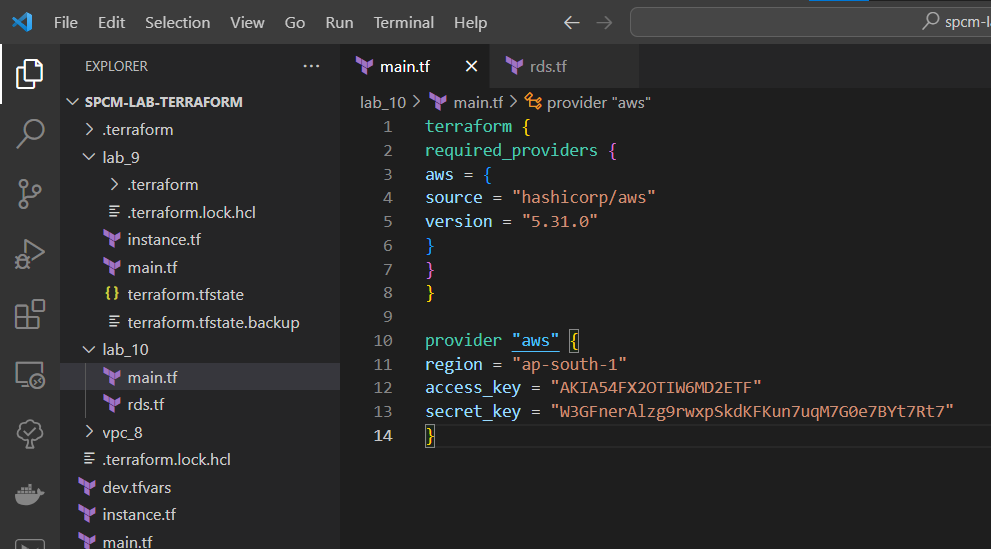 File Edit Selection View Go Run Terminal Help
EXPLORER
main.tf
rds.tf
SPCM-LAB-TERRAFORM
.terraform
lab_9
.terraform
.terraform.lock.hcl
instance.tf
main.tf
terraform.tfstate
terraform.tfstate.backup
lab_10
main.tf
rds.tf
vpc_8
.terraform.lock.hcl
dev.tfvars
instance.tf
main.tf
lab_10 > main.tf > provider "aws"
1 terraform {
2 required_providers {
3 aws = {
4 source = "hashicorp/aws"
5 version = "5.31.0"
6 }
7 }
8 }
9
10 provider "aws" {
11 region = "ap-south-1"
12 access_key = "AKIA54FX2OTIW6MD2ETF"
13 secret_key = "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"
14 }